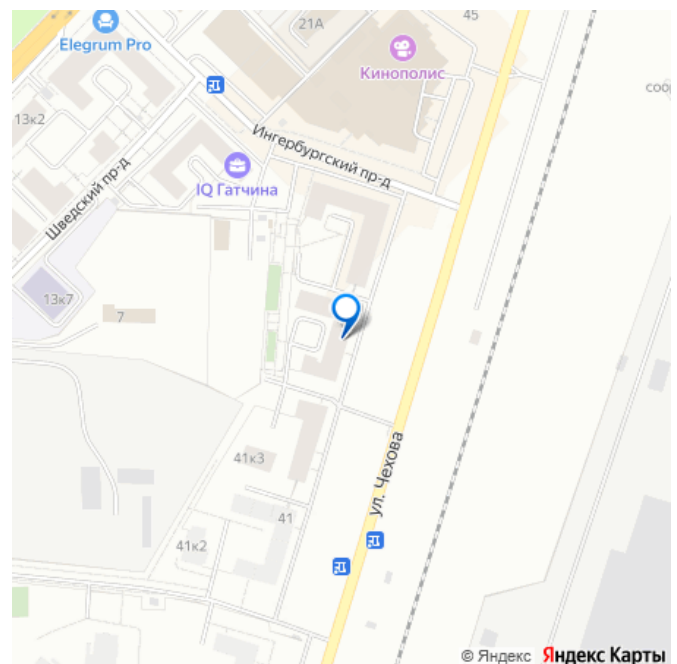 45
21А
Elegrum Pro
Кинополис
соор
13к2
Ингербургский пр-д
IQ Гатчина
Шведский пр-д
13к7
7
ул. Чехова
41к3
41
41к2
© Яндекс Яндекс Карты